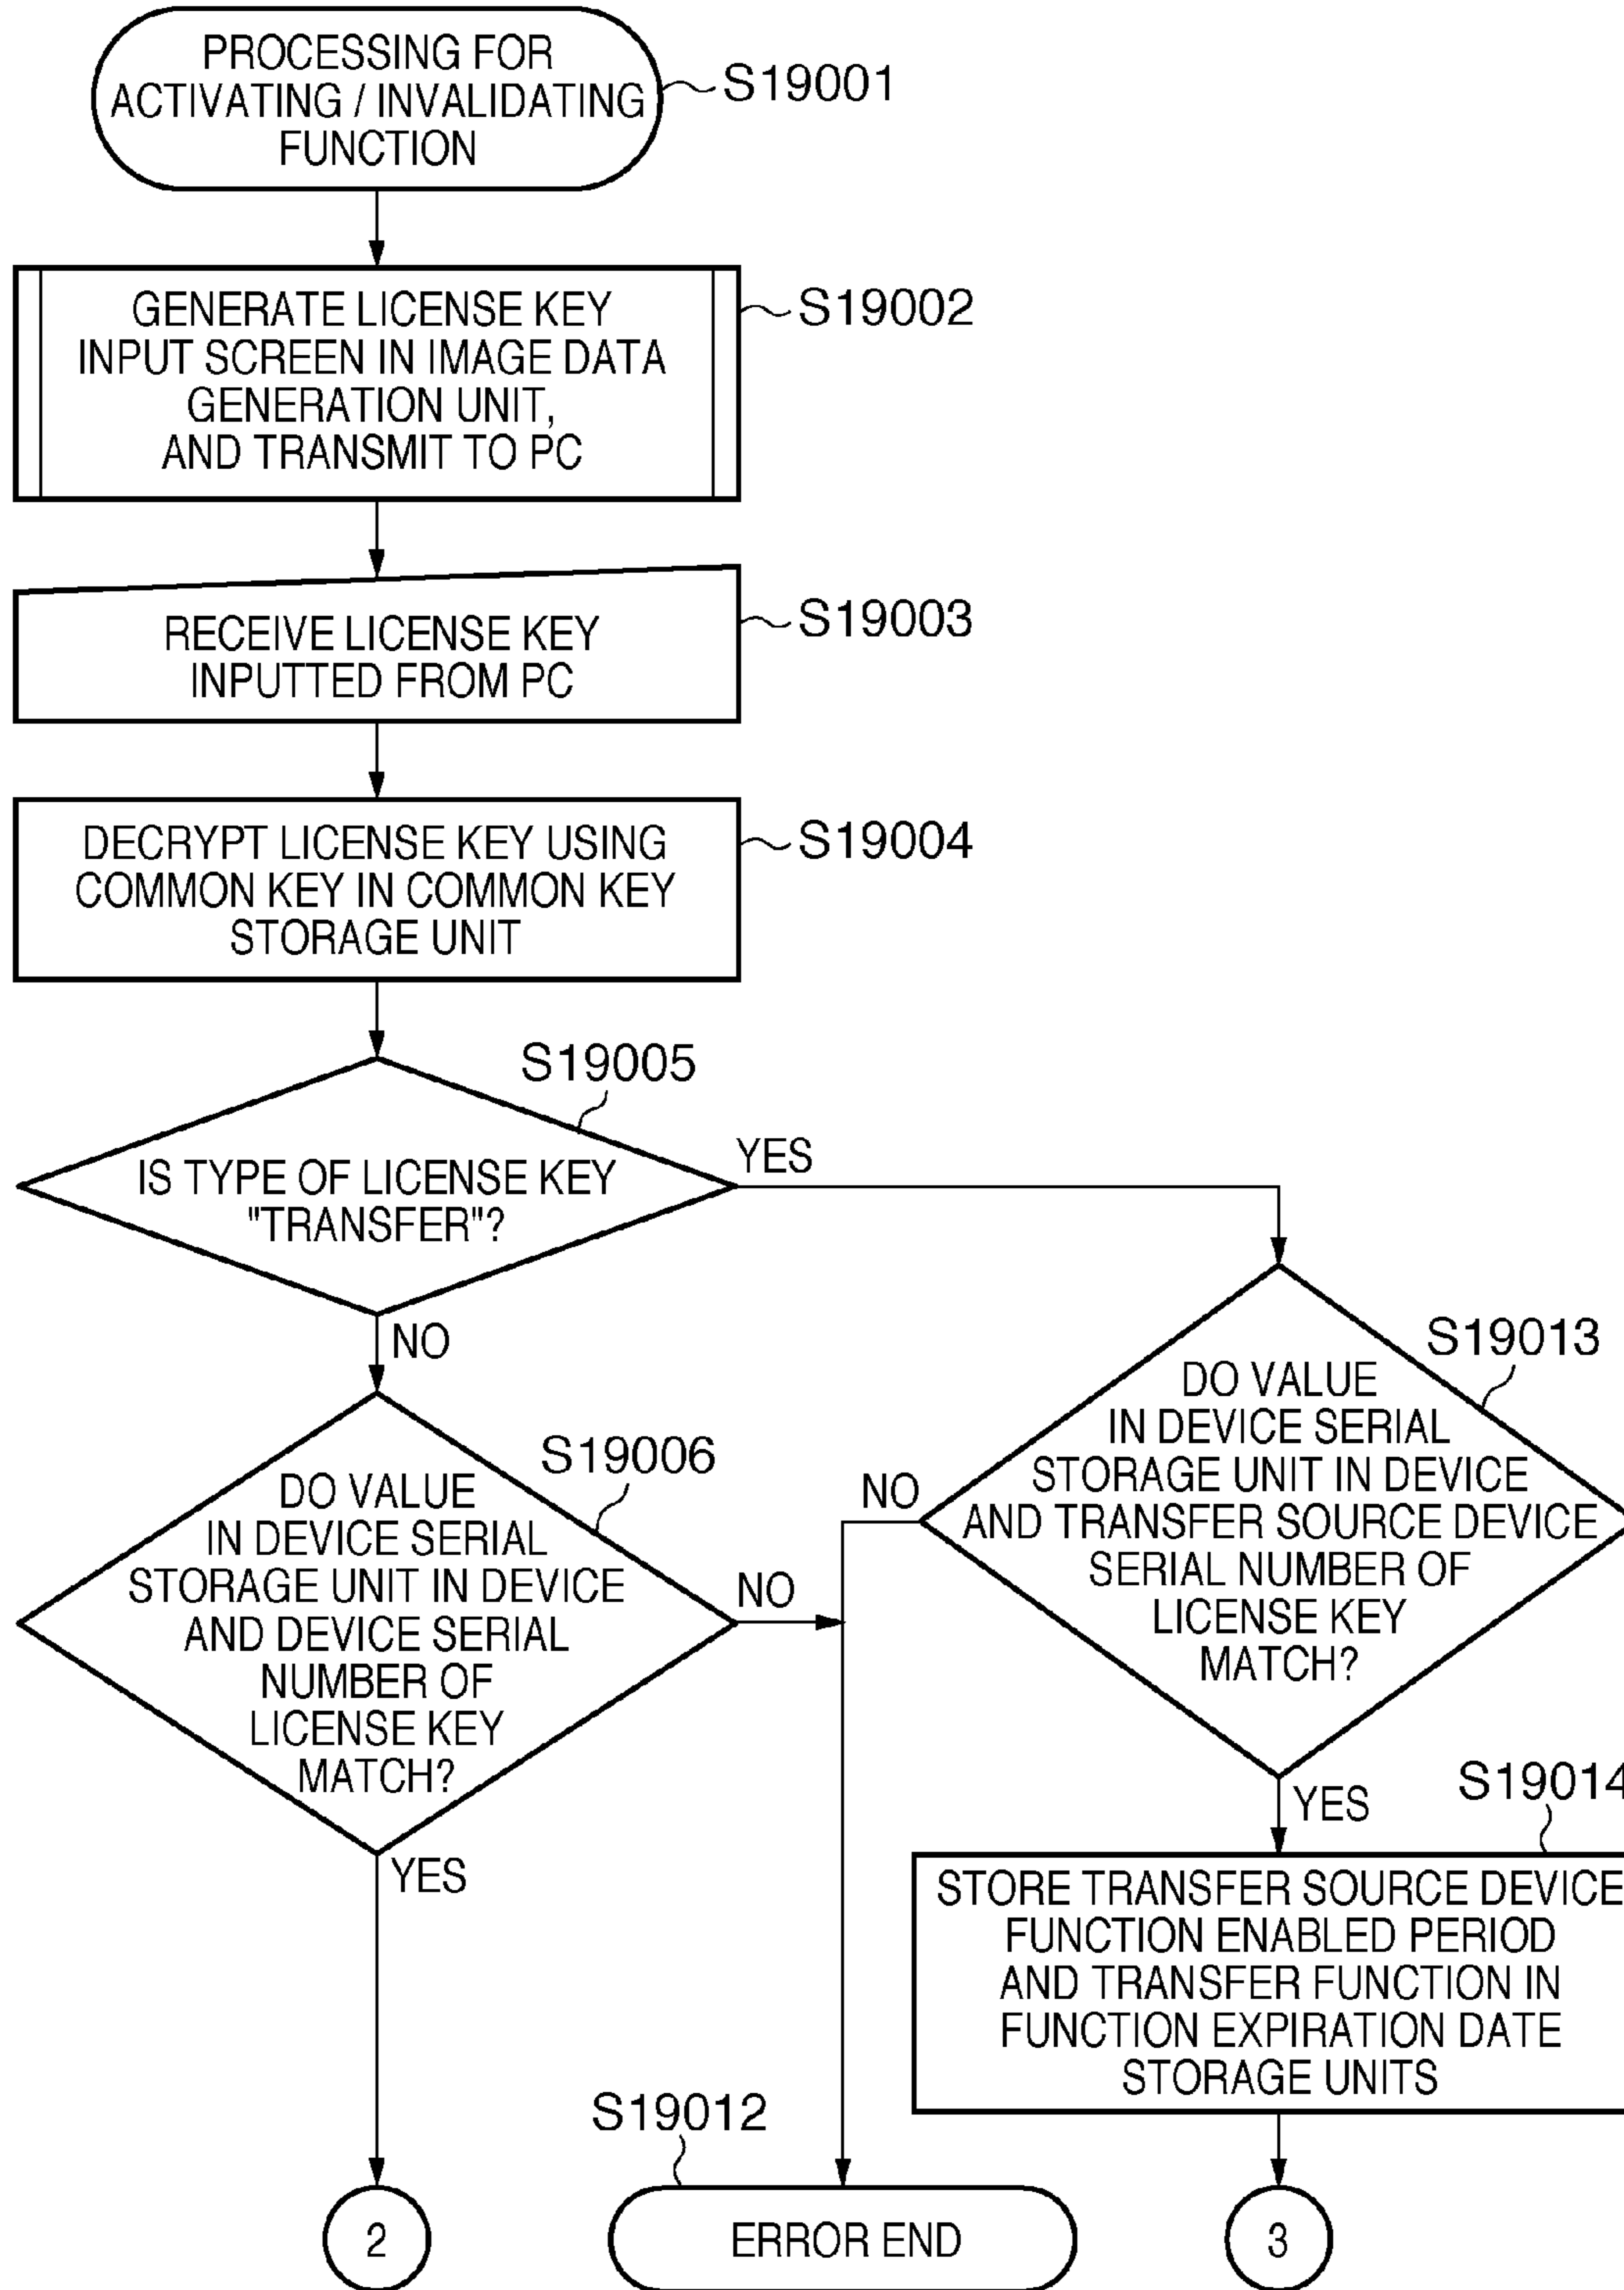 PROCESSING FOR
ACTIVATING / INVALIDATING
FUNCTION
S19001
GENERATE LICENSE KEY
INPUT SCREEN IN IMAGE DATA
GENERATION UNIT,
AND TRANSMIT TO PC
S19002
RECEIVE LICENSE KEY
INPUTTED FROM PC
S19003
DECRYPT LICENSE KEY USING
COMMON KEY IN COMMON KEY
STORAGE UNIT
S19004
S19005
IS TYPE OF LICENSE KEY
"TRANSFER"?
YES
NO
S19006
DO VALUE
IN DEVICE SERIAL
STORAGE UNIT IN DEVICE
AND DEVICE SERIAL
NUMBER OF
LICENSE KEY
MATCH?
NO
YES
S19013
DO VALUE
IN DEVICE SERIAL
STORAGE UNIT IN DEVICE
AND TRANSFER SOURCE DEVICE
SERIAL NUMBER OF
LICENSE KEY
MATCH?
NO
YES
S19014
STORE TRANSFER SOURCE DEVICE
FUNCTION ENABLED PERIOD
AND TRANSFER FUNCTION IN
FUNCTION EXPIRATION DATE
STORAGE UNITS
S19012
2
ERROR END
3